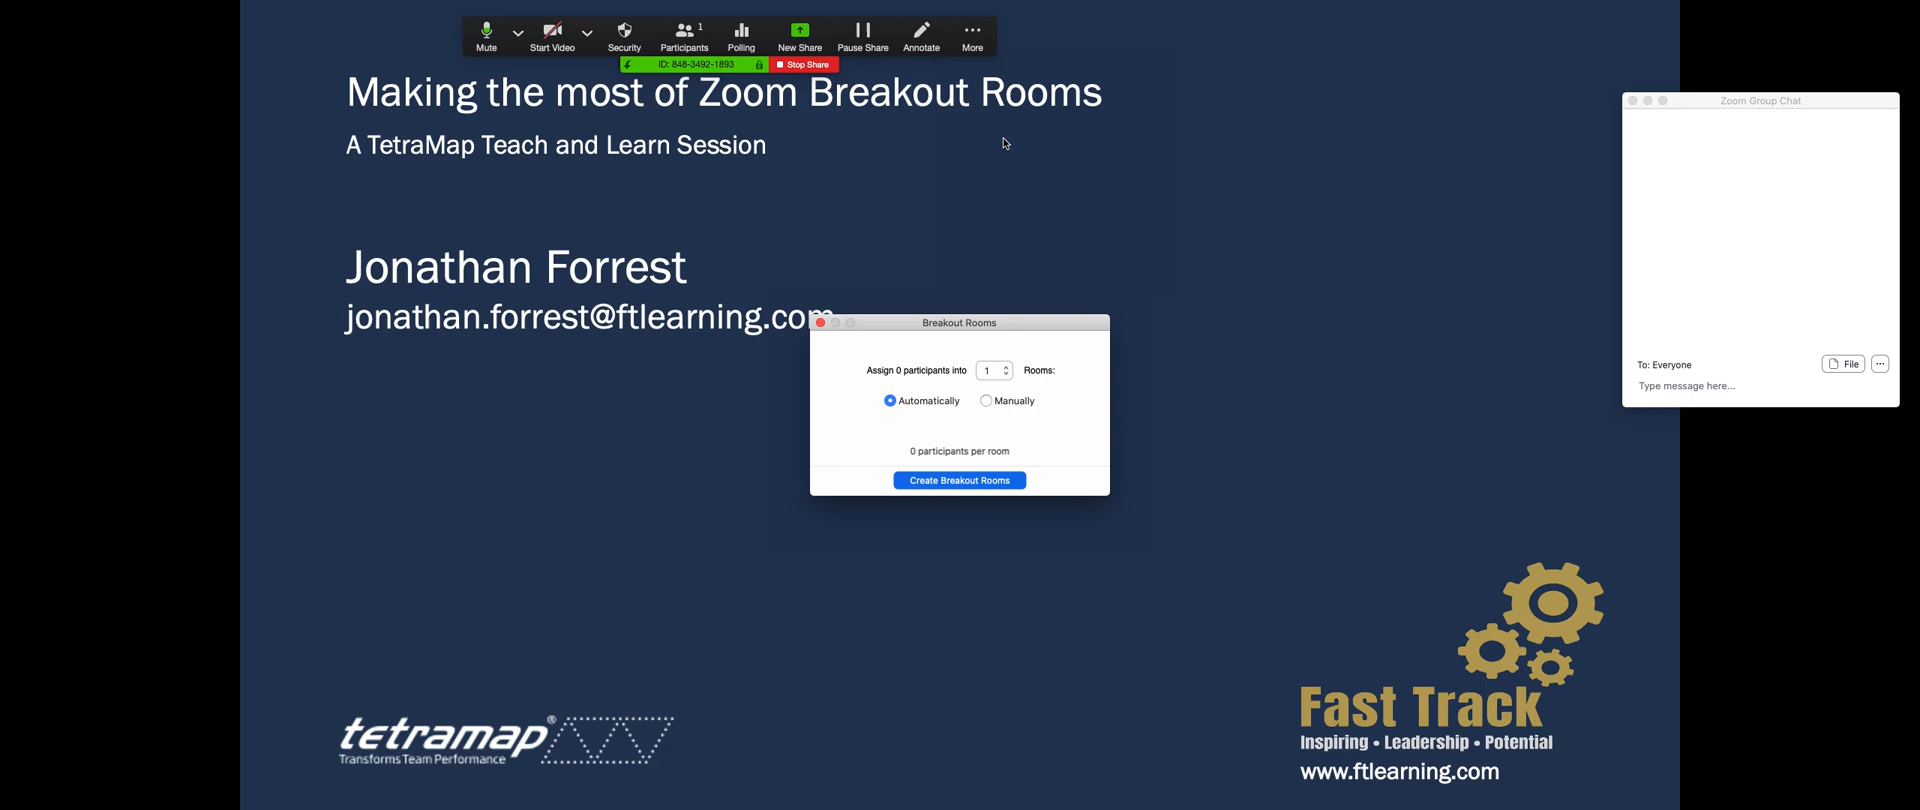 Mute
Start Video
Security
Participants 1
Polling
New Share
Pause Share
Annotate
More
ID: 848-3492-1893
Stop Share
Making the most of Zoom Breakout Rooms
A TetraMap Teach and Learn Session
Zoom Group Chat
Jonathan Forrest
jonathan.forrest@ftlearning.com
Breakout Rooms
Assign 0 participants into 1 Rooms:
Automatically Manually
0 participants per room
Create Breakout Rooms
To: Everyone
File
Type message here...
tetramap®
Transforms Team Performance
Fast Track
Inspiring • Leadership • Potential
www.ftlearning.com